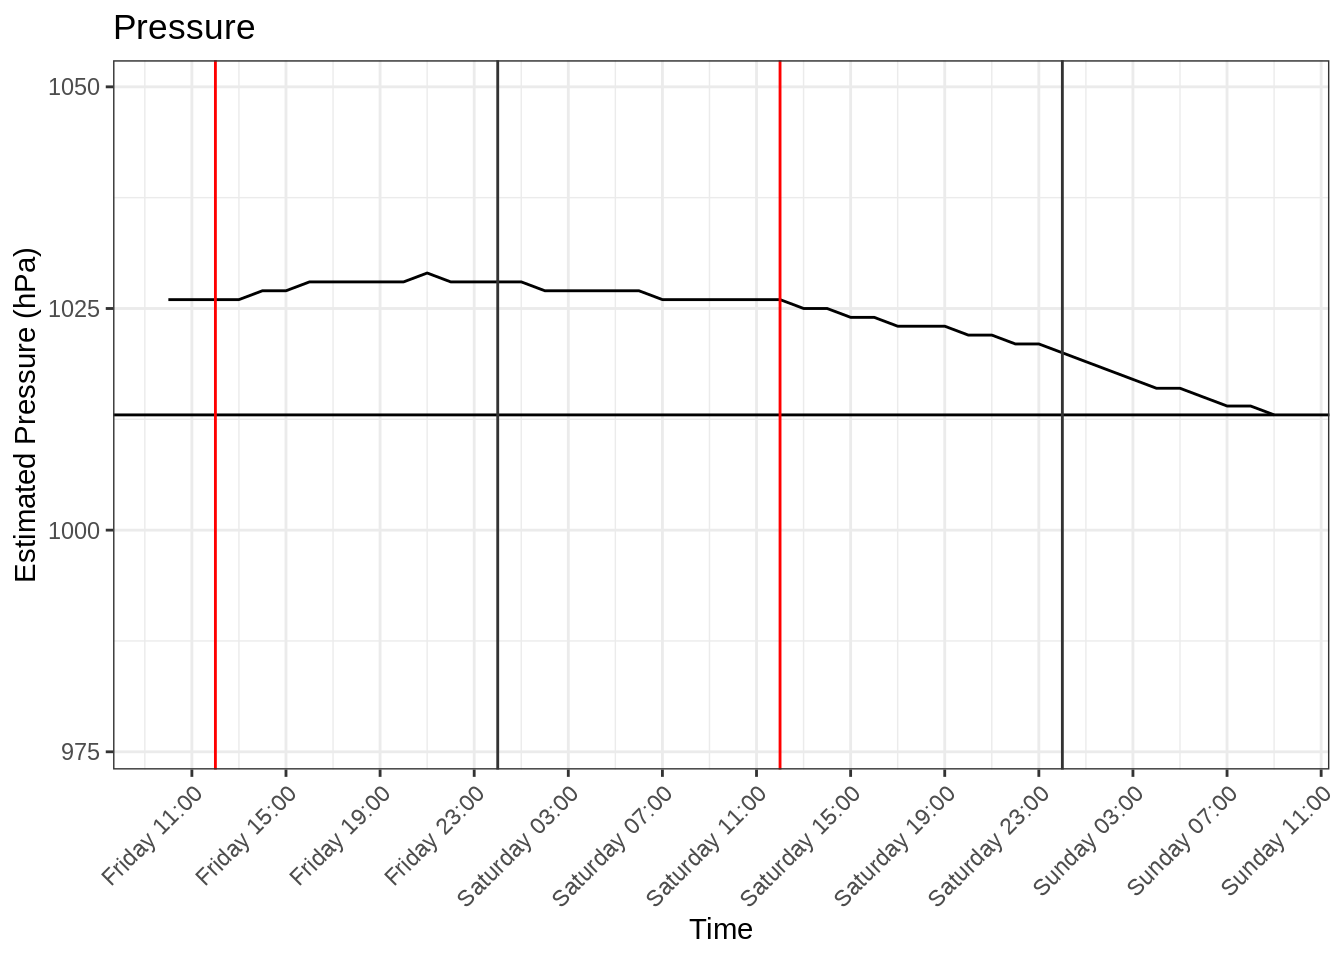 Pressure
Estimated Pressure (hPa)
1050
1025
1000
975
Friday 11:00
Friday 15:00
Friday 19:00
Friday 23:00
Saturday 03:00
Saturday 07:00
Saturday 11:00
Saturday 15:00
Saturday 19:00
Saturday 23:00
Sunday 03:00
Sunday 07:00
Sunday 11:00
Time